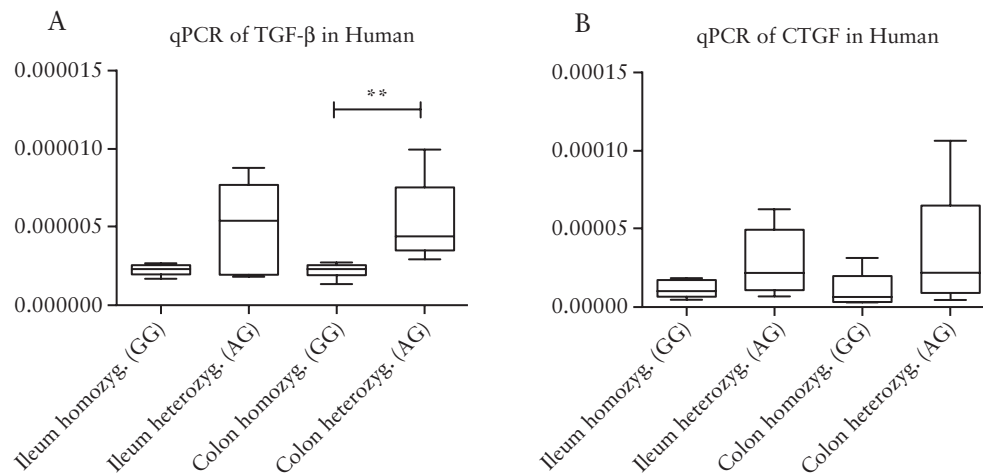 A
qPCR of TGF-β in Human
0.000015
0.000010
0.000005
0.000000
**
Ileum homozyg. (GG)
Ileum heterozyg. (AG)
Colon homozyg. (GG)
Colon heterozyg. (AG)
B
qPCR of CTGF in Human
0.00015
0.00010
0.00005
0.00000
Ileum homozyg. (GG)
Ileum heterozyg. (AG)
Colon homozyg. (GG)
Colon heterozyg. (AG)